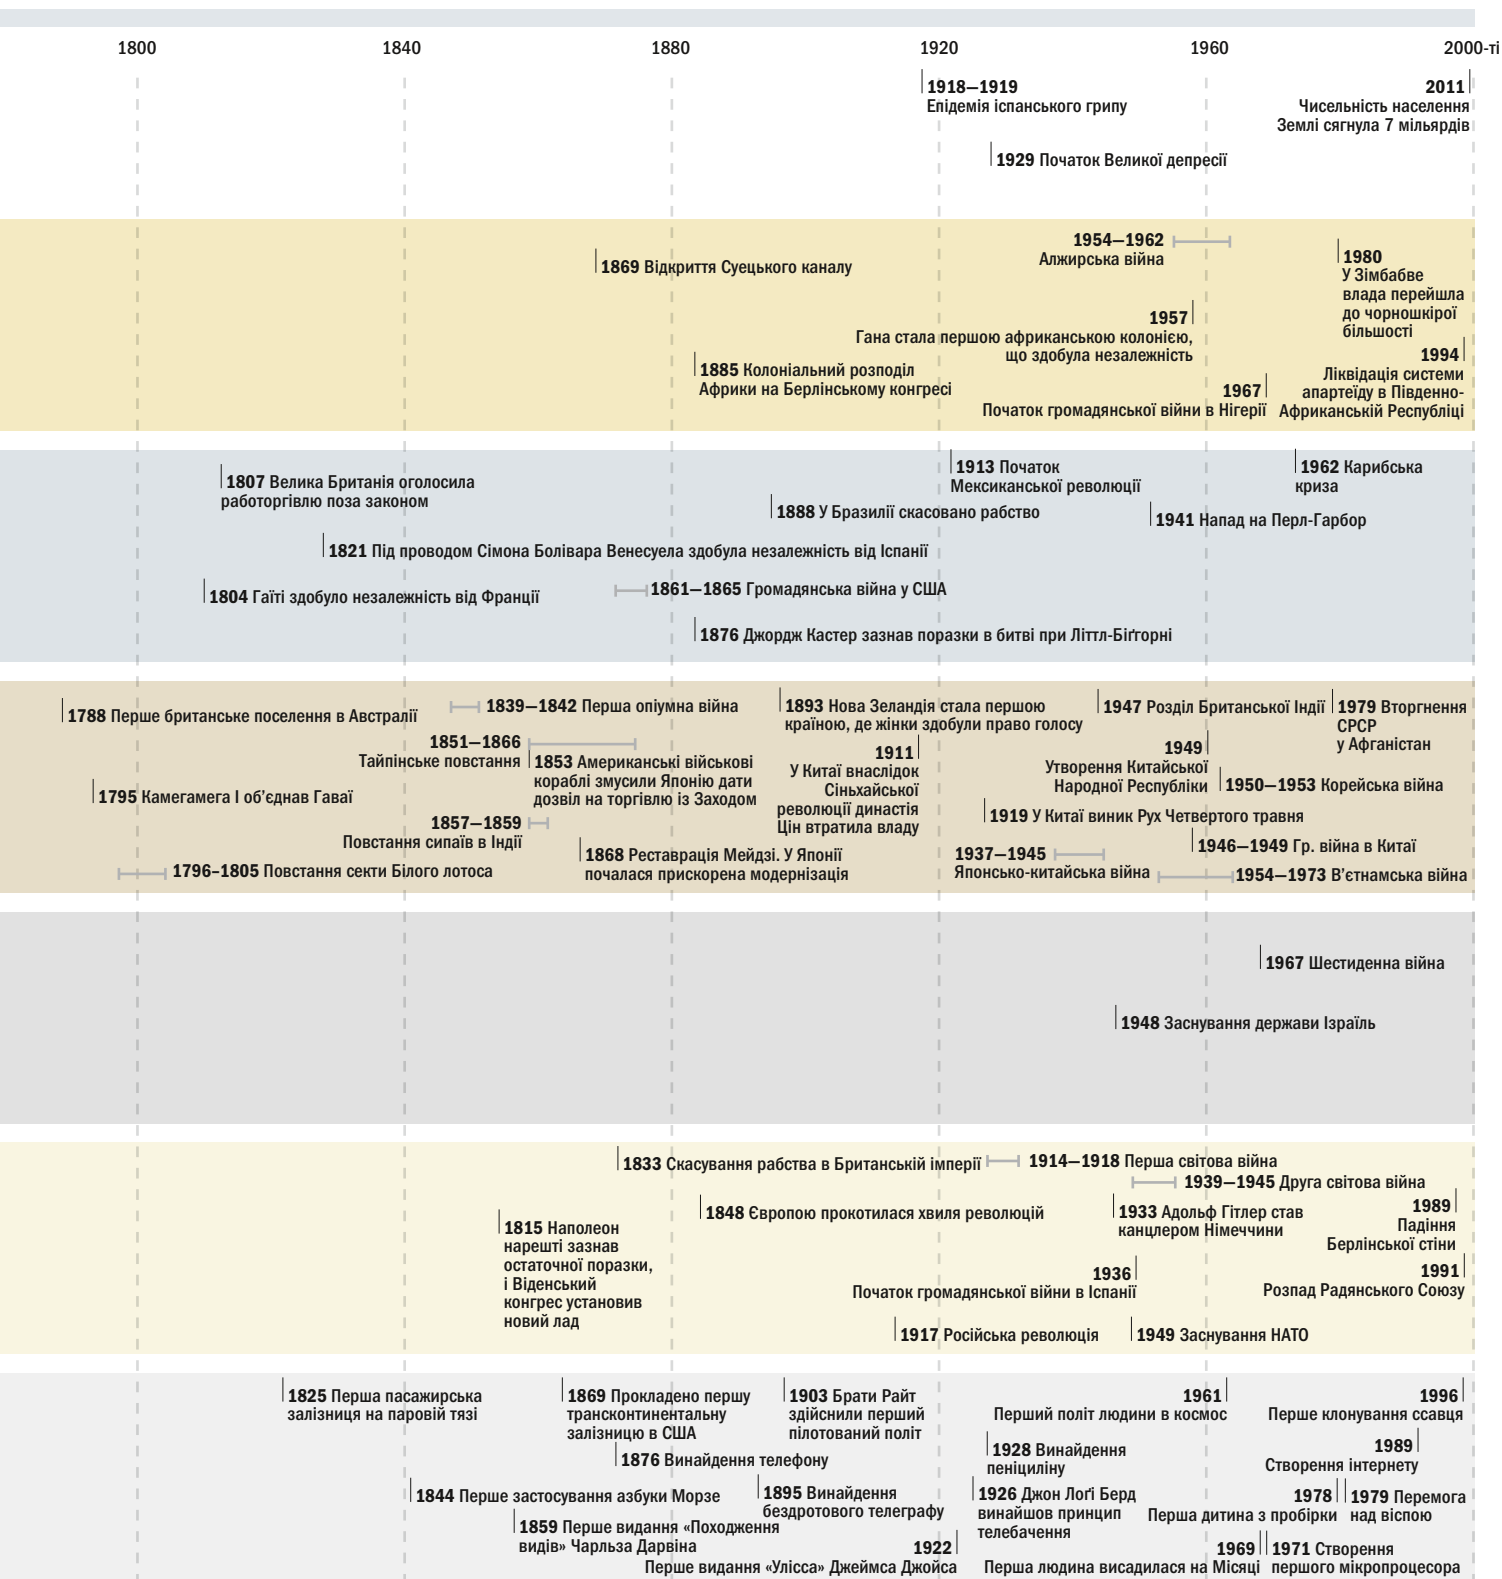 1800 1840 1880 1920 1960 2000-ті
1918—1919
Епідемія іспанського грипу
2011
Чисельність населення
Землі сягнула 7 мільярдів
1929 Початок Великої депресії
1954—1962
Алжирська війна
1869 Відкриття Суецького каналу
1980
У Зімбабве
влада перейшла
до чорношкірої
більшості
1957
Гана стала першою африканською колонією,
що здобула незалежність
1885 Колоніальний розподіл
Африки на Берлінському конгресі
1994
Ліквідація системи
апартеїду в Південно-
Африканській Республіці
1967
Початок громадянської війни в Нігерії
1807 Велика Британія оголосила
работоргівлю поза законом
1913 Початок
Мексиканської революції
1962 Карибська
криза
1888 У Бразилії скасовано рабство
1941 Напад на Перл-Гарбор
1821 Під проводом Сімона Болівара Венесуела здобула незалежність від Іспанії
1804 Гаїті здобуло незалежність від Франції
1861—1865 Громадянська війна у США
1876 Джордж Кастер зазнав поразки в битві при Літтл-Біґгорні
1788 Перше британське поселення в Австралії
1839—1842 Перша опіумна війна
1893 Нова Зеландія стала першою
країною, де жінки здобули право голосу
1947 Розділ Британської Індії
1979 Вторгнення
СРСР
у Афганістан
1851—1866
Тайпінське повстання
1853 Американські військові
кораблі змусили Японію дати
дозвіл на торгівлю із Заходом
1911
У Китаї внаслідок
Сіньхайської
революції династія
Цін втратила владу
1949
Утворення Китайської
Народної Республіки
1950—1953 Корейська війна
1795 Камегамега I об’єднав Гаваї
1919 У Китаї виник Рух Четвертого травня
1857—1859
Повстання сипаїв в Індії
1868 Реставрація Мейдзі. У Японії
почалася прискорена модернізація
1946—1949 Гр. війна в Китаї
1937—1945
Японсько-китайська війна
1796-1805 Повстання секти Білого лотоса
1954—1973 В’єтнамська війна
1967 Шестиденна війна
1948 Заснування держави Ізраїль
1833 Скасування рабства в Британській імперії
1914—1918 Перша світова війна
1939—1945 Друга світова війна
1848 Європою прокотилася хвиля революцій
1933 Адольф Гітлер став
канцлером Німеччини
1989
Падіння
Берлінської стіни
1815 Наполеон
нарешті зазнав
остаточної поразки,
і Віденський
конгрес установив
новий лад
1936
Початок громадянської війни в Іспанії
1991
Розпад Радянського Союзу
1917 Російська революція
1949 Заснування НАТО
1825 Перша пасажирська
залізниця на паровій тязі
1869 Прокладено першу
трансконтинентальну
залізницю в США
1903 Брати Райт
здійснили перший
пілотований політ
1961
Перший політ людини в космос
1996
Перше клонування ссавця
1876 Винайдення телефону
1928 Винайдення
пеніциліну
1989
Створення інтернету
1844 Перше застосування азбуки Морзе
1895 Винайдення
бездротового телеграфу
1926 Джон Лоґі Берд
винайшов принцип
телебачення
1978
Перша дитина з пробірки
1979 Перемога
над віспою
1859 Перше видання «Походження
видів» Чарльза Дарвіна
1922
Перше видання «Улісса» Джеймса Джойса
1969
Перша людина висадилася на Місяці
1971 Створення
першого мікропроцесора